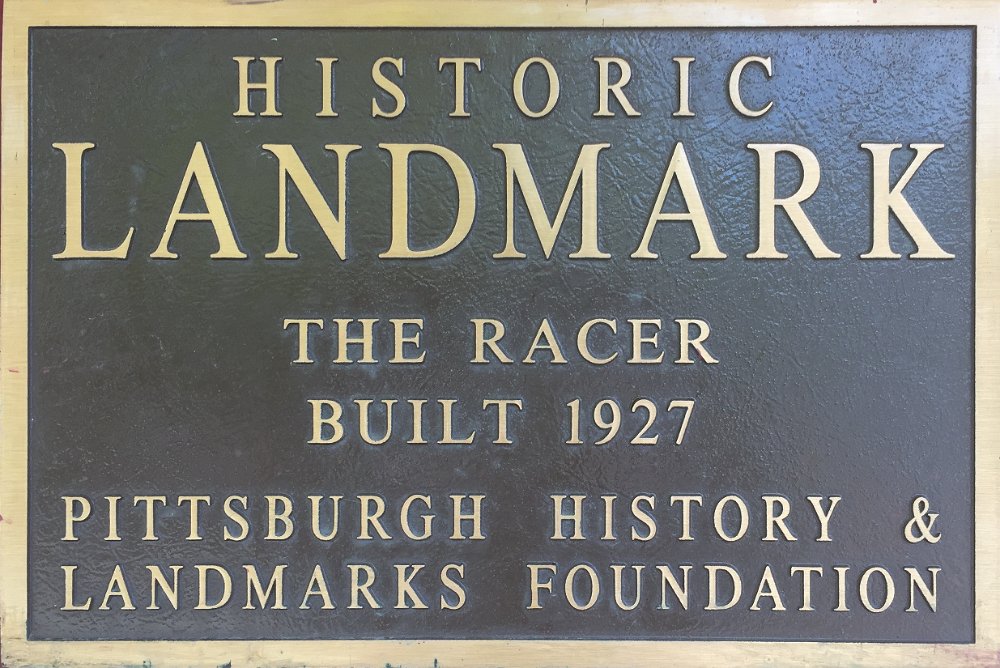 HISTORIC
LANDMARK
THE RACER
BUILT 1927
PITTSBURGH HISTORY &
LANDMARKS FOUNDATION